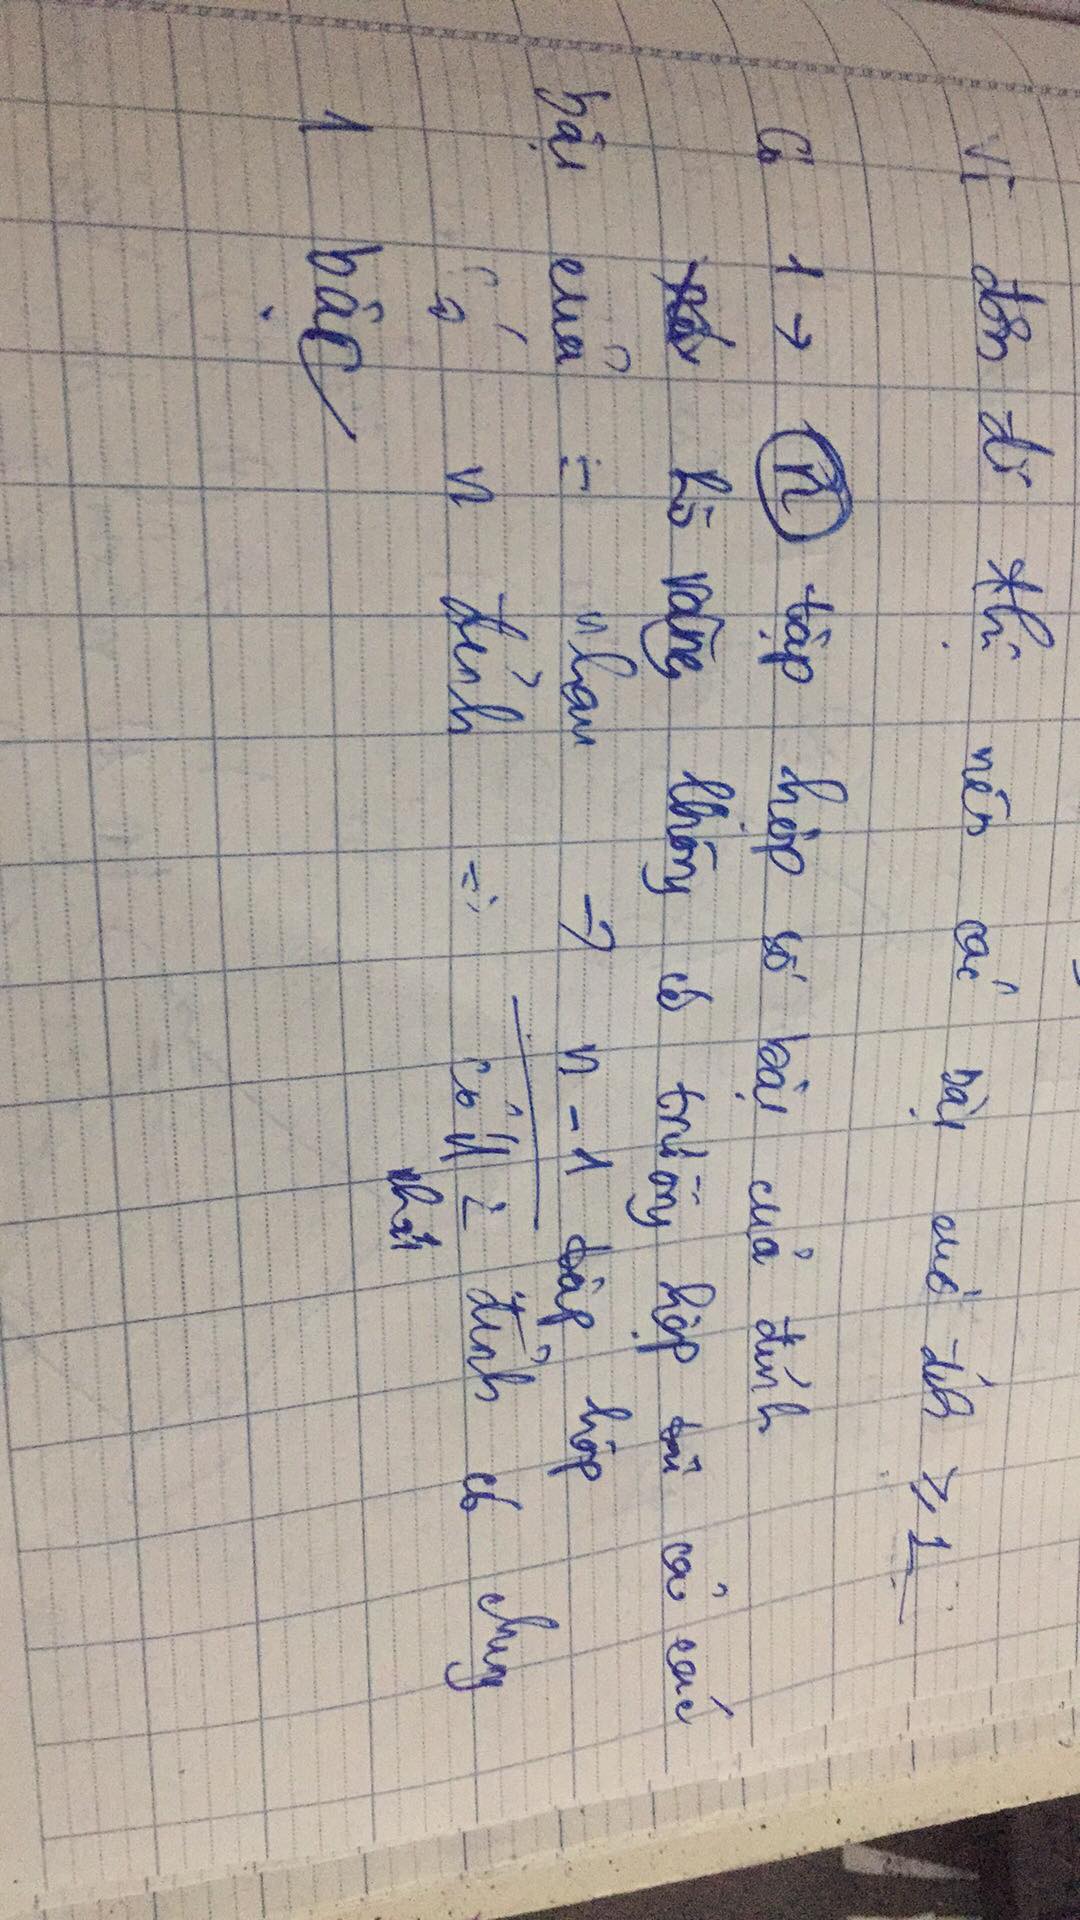 Vì đơn đồ thị nên các bậc của đỉnh ≥ 1
Có 1 → n tập hợp số bậc của đỉnh
Rõ ràng không có trường hợp tất cả các
bậc của = nhau → n - 1 tập hợp
Có n đỉnh => có ít nhất 2 đỉnh có chung
1 bậc